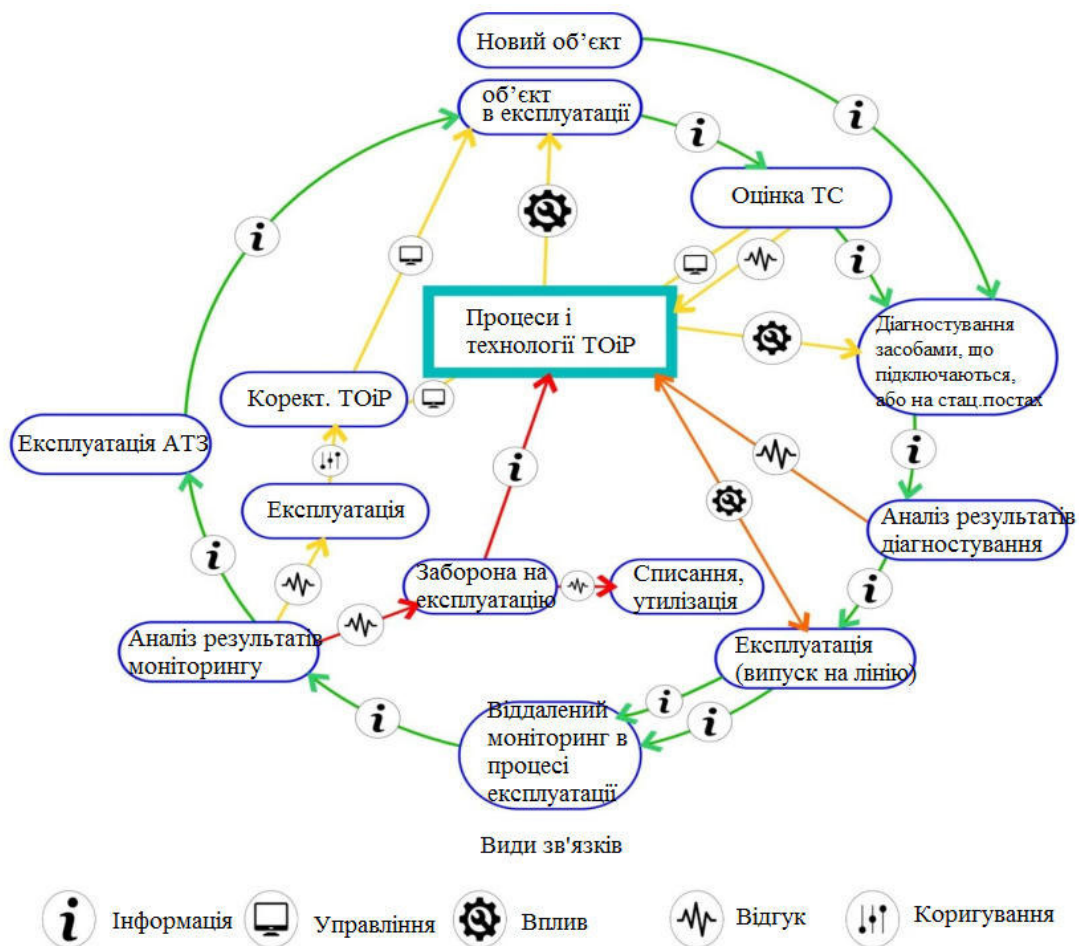 Новий об’єкт
об’єкт
в експлуатації
Оцінка ТС
Процеси і
технології ТОіР
Діагностування
засобами, що
підключаються,
або на стац.постах
Корект. ТОіР
Експлуатація АТЗ
Експлуатація
Аналіз результатів
діагностування
Заборона на
експлуатацію
Списання,
утилізація
Аналіз результатів
моніторингу
Експлуатація
(випуск на лінію)
Віддалений
моніторинг в
процесі
експлуатації
Види зв'язків
Інформація
Управління
Вплив
Відгук
Коригування